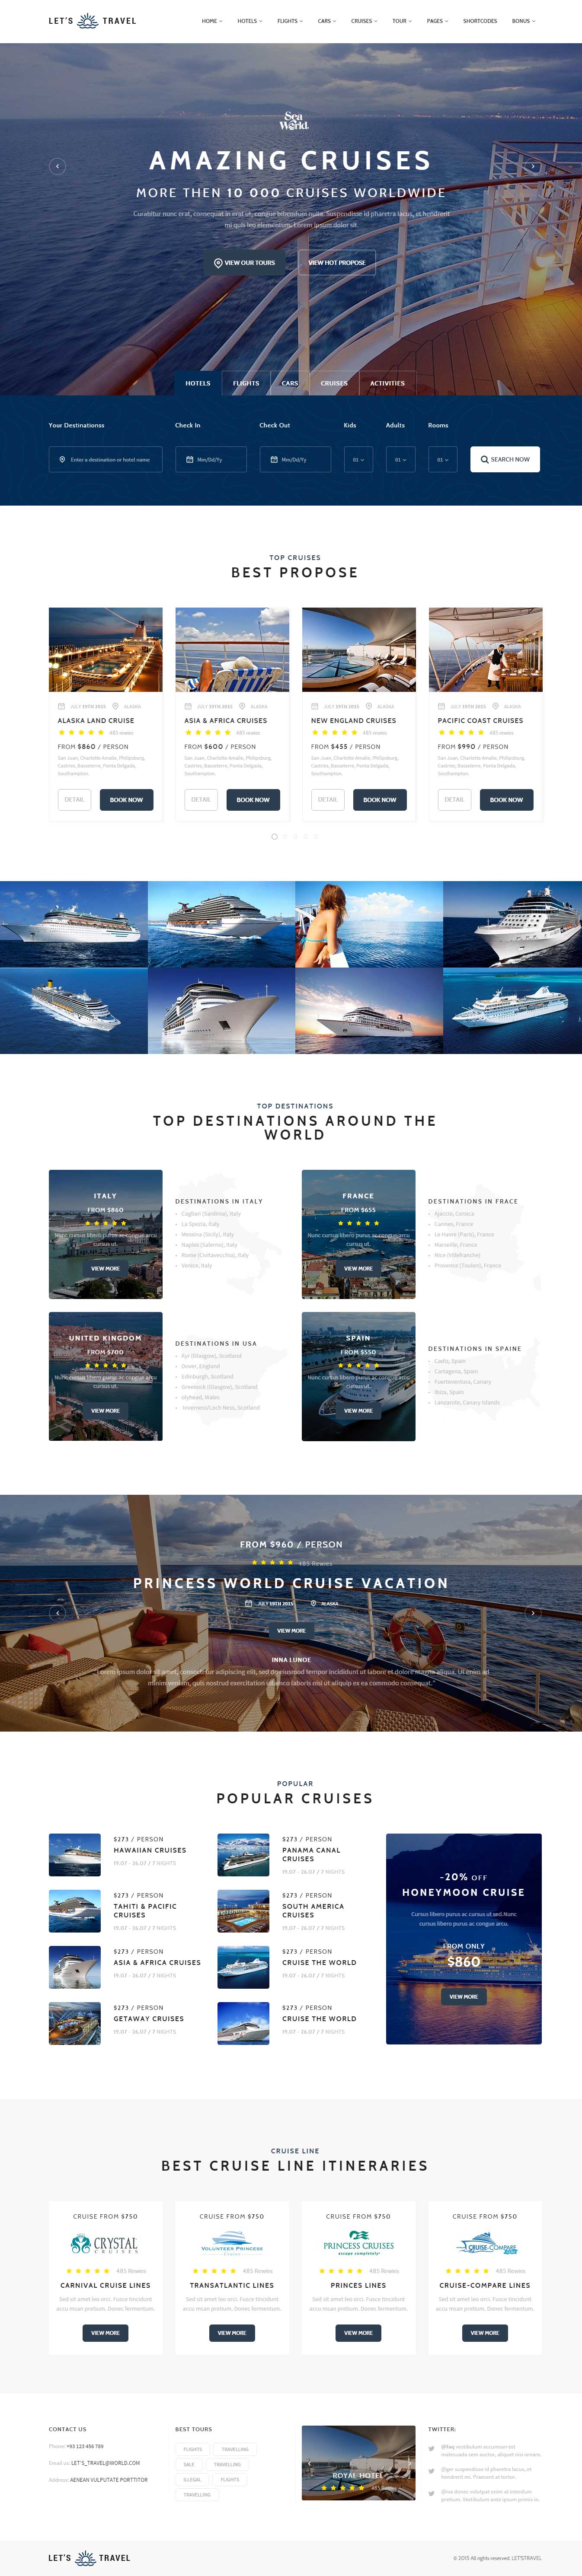 LET'S TRAVEL
HOME HOTELS FLIGHTS CARS CRUISES TOUR PAGES SHORTCODES BONUS
Sea World
AMAZING CRUISES
MORE THEN 10 000 CRUISES WORLDWIDE
Curabitur nunc erat, consequat in erat ut, congue bibendum nulla. Suspendisse id pharetra lacus, et hendrerit
mi quis leo elementum. Lorem ipsum dolor sit.
VIEW OUR TOURS VIEW HOT PROPOSE
HOTELS FLIGHTS CARS CRUISES ACTIVITIES
Your Destinationss Check In Check Out Kids Adults Rooms
Enter a destination or hotel name Mm/Dd/Yy Mm/Dd/Yy 01 01 01 SEARCH NOW
TOP CRUISES
BEST PROPOSE
JULY 19TH 2015 ALASKA
ALASKA LAND CRUISE
485 rewies
FROM $860 / PERSON
San Juan, Charlotte Amalie, Philipsburg,
Castries, Basseterre, Ponta Delgada,
Southampton.
DETAIL BOOK NOW
JULY 19TH 2015 ALASKA
ASIA & AFRICA CRUISES
485 rewies
FROM $600 / PERSON
San Juan, Charlotte Amalie, Philipsburg,
Castries, Basseterre, Ponta Delgada,
Southampton.
DETAIL BOOK NOW
JULY 19TH 2015 ALASKA
NEW ENGLAND CRUISES
485 rewies
FROM $455 / PERSON
San Juan, Charlotte Amalie, Philipsburg,
Castries, Basseterre, Ponta Delgada,
Southampton.
DETAIL BOOK NOW
JULY 19TH 2015 ALASKA
PACIFIC COAST CRUISES
485 rewies
FROM $990 / PERSON
San Juan, Charlotte Amalie, Philipsburg,
Castries, Basseterre, Ponta Delgada,
Southampton.
DETAIL BOOK NOW
TOP DESTINATIONS
TOP DESTINATIONS AROUND THE
WORLD
ITALY
FROM $860
Nunc cursus libero purus ac congue arcu
cursus ut.
VIEW MORE
DESTINATIONS IN ITALY
Cagliari (Sardinia), Italy
La Spezia, Italy
Messina (Sicily), Italy
Naples (Salerno), Italy
Rome (Civitavecchia), Italy
Venice, Italy
FRANCE
FROM $655
Nunc cursus libero purus ac congue arcu
cursus ut.
VIEW MORE
DESTINATIONS IN FRACE
Ajaccio, Corsica
Cannes, France
Le Havre (Paris), France
Marseille, France
Nice (Villefranche)
Provence (Toulon), France
UNITED KINGDOM
FROM $700
Nunc cursus libero purus ac congue arcu
cursus ut.
VIEW MORE
DESTINATIONS IN USA
Ayr (Glasgow), Scotland
Dover, England
Edinburgh, Scotland
Greenock (Glasgow), Scotland
Holyhead, Wales
Inverness/Loch Ness, Scotland
SPAIN
FROM $550
Nunc cursus libero purus ac congue arcu
cursus ut.
VIEW MORE
DESTINATIONS IN SPAINE
Cadiz, Spain
Cartagena, Spain
Fuerteventura, Canary
Ibiza, Spain
Lanzarote, Canary Islands
FROM $960 / PERSON
485 Rewies
PRINCESS WORLD CRUISE VACATION
JULY 19TH 2015 ALASKA
VIEW MORE
INNA LUNOE
Lorem ipsum dolor sit amet, consectetur adipiscing elit, sed do eiusmod tempor incididunt ut labore et dolore magna aliqua. Ut enim ad
minim veniam, quis nostrud exercitation ullamco laboris nisi ut aliquip ex ea commodo consequat."
POPULAR
POPULAR CRUISES
$273 / PERSON
HAWAIIAN CRUISES
19.07 - 26.07 / 7 NIGHTS
$273 / PERSON
TAHITI & PACIFIC
CRUISES
19.07 - 26.07 / 7 NIGHTS
$273 / PERSON
ASIA & AFRICA CRUISES
19.07 - 26.07 / 7 NIGHTS
$273 / PERSON
GETAWAY CRUISES
19.07 - 26.07 / 7 NIGHTS
$273 / PERSON
PANAMA CANAL
CRUISES
19.07 - 26.07 / 7 NIGHTS
$273 / PERSON
SOUTH AMERICA
CRUISES
19.07 - 26.07 / 7 NIGHTS
$273 / PERSON
CRUISE THE WORLD
19.07 - 26.07 / 7 NIGHTS
$273 / PERSON
CRUISE THE WORLD
19.07 - 26.07 / 7 NIGHTS
-20% OFF
HONEYMOON CRUISE
Cursus libero purus ac cursus ut sed.Nunc
cursus libero purus ac congue arcu.
FROM ONLY
$860
VIEW MORE
CRUISE LINE
BEST CRUISE LINE ITINERARIES
CRUISE FROM $750
CRYSTAL
CRUISES
485 Rewies
CARNIVAL CRUISE LINES
Sed sit amet leo orci. Fusce tincidunt
arcu msan pretium. Donec fermentum.
VIEW MORE
CRUISE FROM $750
VOLUNTEER PRINCESS
485 Rewies
TRANSATLANTIC LINES
Sed sit amet leo orci. Fusce tincidunt
arcu msan pretium. Donec fermentum.
VIEW MORE
CRUISE FROM $750
PRINCESS CRUISES
escape completely
485 Rewies
PRINCES LINES
Sed sit amet leo orci. Fusce tincidunt
arcu msan pretium. Donec fermentum.
VIEW MORE
CRUISE FROM $750
CRUISE-COMPARE
485 Rewies
CRUISE-COMPARE LINES
Sed sit amet leo orci. Fusce tincidunt
arcu msan pretium. Donec fermentum.
VIEW MORE
CONTACT US
Phone: +93 123 456 789
Email us: LET'S_TRAVEL@WORLD.COM
Address: AENEAN VULPUTATE PORTTITOR
BEST TOURS
FLIGHTS TRAVELLING
SALE TRAVELLING
ILLEGAL FLIGHTS
TRAVELLING
ROYAL HOTEL
TWITTER:
@faq vestibulum accumsan est
malesuada sem auctor, aliquet nisi ornare.
@ger suspendisse id pharetra lacus, et
hendrerit mi. Praesent at tortor.
@iva donec volutpat enim at interdum
pretium. Vestibulum ante ipsum primis in.
LET'S TRAVEL
© 2015 All rights reserved. LET'STRAVEL